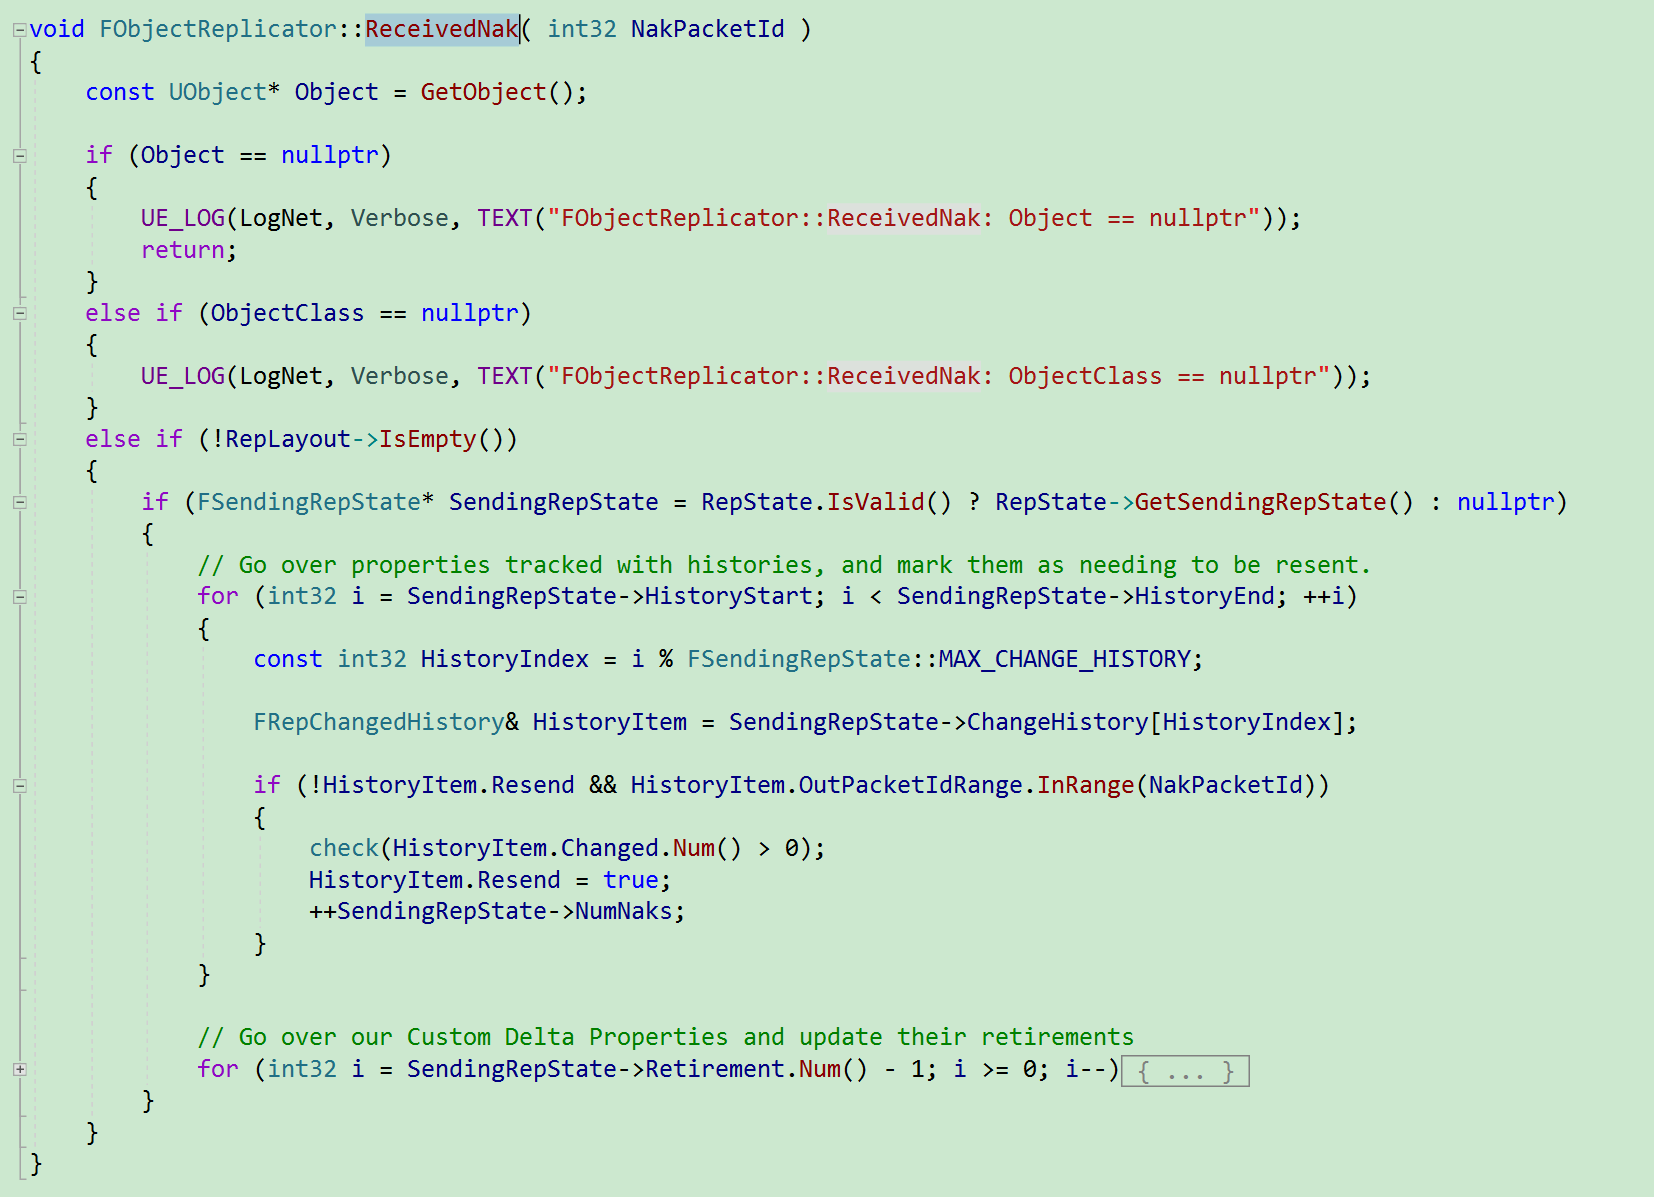 void FObjectReplicator::ReceivedNak( int32 NakPacketId )
{
    const UObject* Object = GetObject();

    if (Object == nullptr)
    {
        UE_LOG(LogNet, Verbose, TEXT("FObjectReplicator::ReceivedNak: Object == nullptr"));
        return;
    }
    else if (ObjectClass == nullptr)
    {
        UE_LOG(LogNet, Verbose, TEXT("FObjectReplicator::ReceivedNak: ObjectClass == nullptr"));
    }
    else if (!RepLayout->IsEmpty())
    {
        if (FSendingRepState* SendingRepState = RepState.IsValid() ? RepState->GetSendingRepState() : nullptr)
        {
            // Go over properties tracked with histories, and mark them as needing to be resent.
            for (int32 i = SendingRepState->HistoryStart; i < SendingRepState->HistoryEnd; ++i)
            {
                const int32 HistoryIndex = i % FSendingRepState::MAX_CHANGE_HISTORY;

                FRepChangedHistory& HistoryItem = SendingRepState->ChangeHistory[HistoryIndex];

                if (!HistoryItem.Resend && HistoryItem.OutPacketIdRange.InRange(NakPacketId))
                {
                    check(HistoryItem.Changed.Num() > 0);
                    HistoryItem.Resend = true;
                    ++SendingRepState->NumNaks;
                }
            }

            // Go over our Custom Delta Properties and update their retirements
            for (int32 i = SendingRepState->Retirement.Num() - 1; i >= 0; i--){ ... }
        }
    }
}